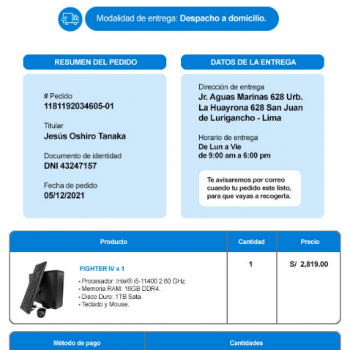 Modalidad de entrega: Despacho a domicilio.
RESUMEN DEL PEDIDO
# Pedido
1181192034605-01
Titular
Jesús Oshiro Tanaka
Documento de identidad
DNI 43247157
Fecha de pedido
05/12/2021
DATOS DE LA ENTREGA
Dirección de entrega
Jr. Aguas Marinas 628 Urb.
La Huayrona 628 San Juan
de Lurigancho - Lima
Horario de entrega
De Lun a Vie
de 9:00 am a 6:00 pm
Te avisaremos por correo
cuando tu pedido este listo,
para que vayas a recogerla.
Producto Cantidad Precio
FIGHTER IV x 1 1 S/ 2,819.00
• Procesador: Intel® i5-11400 2.60 GHz.
• Memoria RAM: 16GB DDR4.
• Disco Duro: 1TB Sata.
• Teclado y Mouse.
Método de pago Cantidades